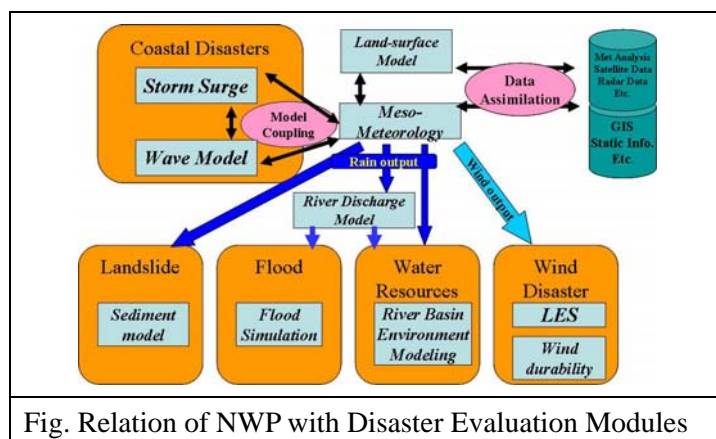 Coastal Disasters
Storm Surge
Wave Model
Model
Coupling
Land-surface
Model
Meso-
Meteorology
Data
Assimilation
Met Analysis
Satellite Data
Radar Data
Etc.
GIS
Static Info.
Etc.
Rain output
Wind output
River Discharge
Model
Landslide
Sediment
model
Flood
Flood
Simulation
Water
Resources
River Basin
Environment
Modeling
Wind
Disaster
LES
Wind
durability
Fig. Relation of NWP with Disaster Evaluation Modules